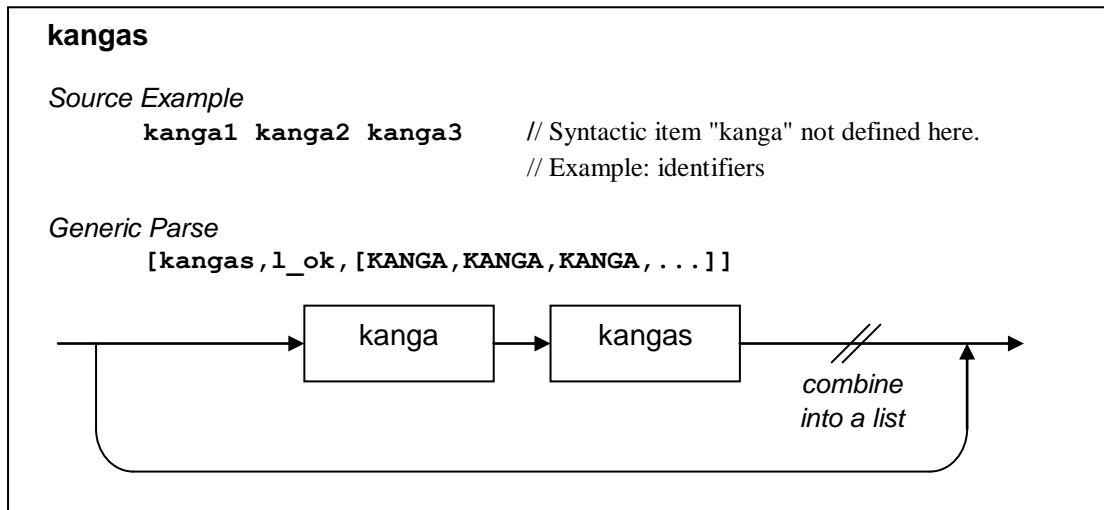 kangas
Source Example
kanga1 kanga2 kanga3 // Syntactic item "kanga" not defined here.
// Example: identifiers
Generic Parse
[kangas,l_ok,[KANGA,KANGA,KANGA,...]]
kanga kangas
combine
into a list